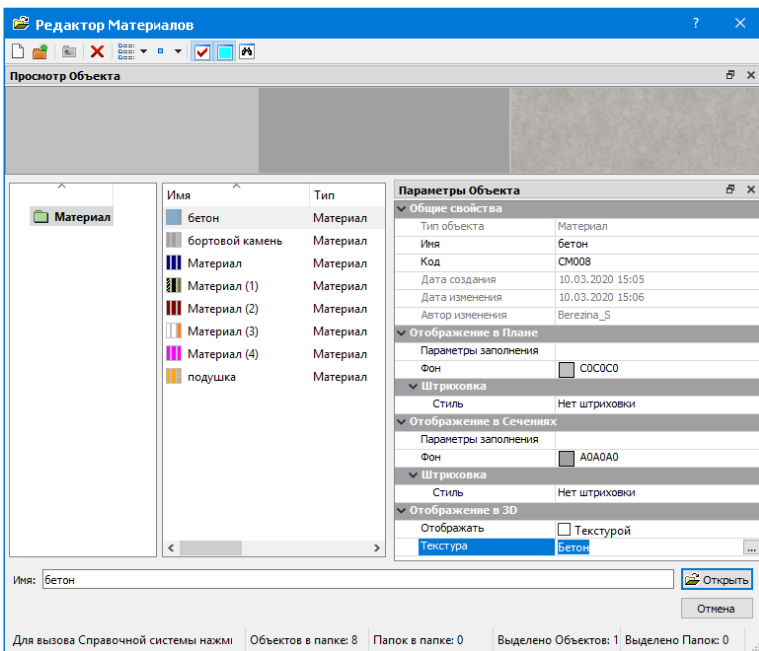 Редактор Материалов
Просмотр Объекта
Материал
Имя Тип
бетон Материал
бортовой камень Материал
Материал Материал
Материал (1) Материал
Материал (2) Материал
Материал (3) Материал
Материал (4) Материал
подушка Материал
Параметры Объекта
Общие свойства
Тип объекта Материал
Имя бетон
Код CM008
Дата создания 10.03.2020 15:05
Дата изменения 10.03.2020 15:06
Автор изменения Berezina_S
Отображение в Плане
Параметры заполнения
Фон C0C0C0
Штриховка
Стиль Нет штриховки
Отображение в Сечениях
Параметры заполнения
Фон A0A0A0
Штриховка
Стиль Нет штриховки
Отображение в 3D
Отображать Текстурой
Текстура Бетон ...
Имя: бетон Открыть
Отмена
Для вызова Справочной системы нажми Объектов в папке: 8 Папок в папке: 0 Выделено Объектов: 1 Выделено Папок: 0